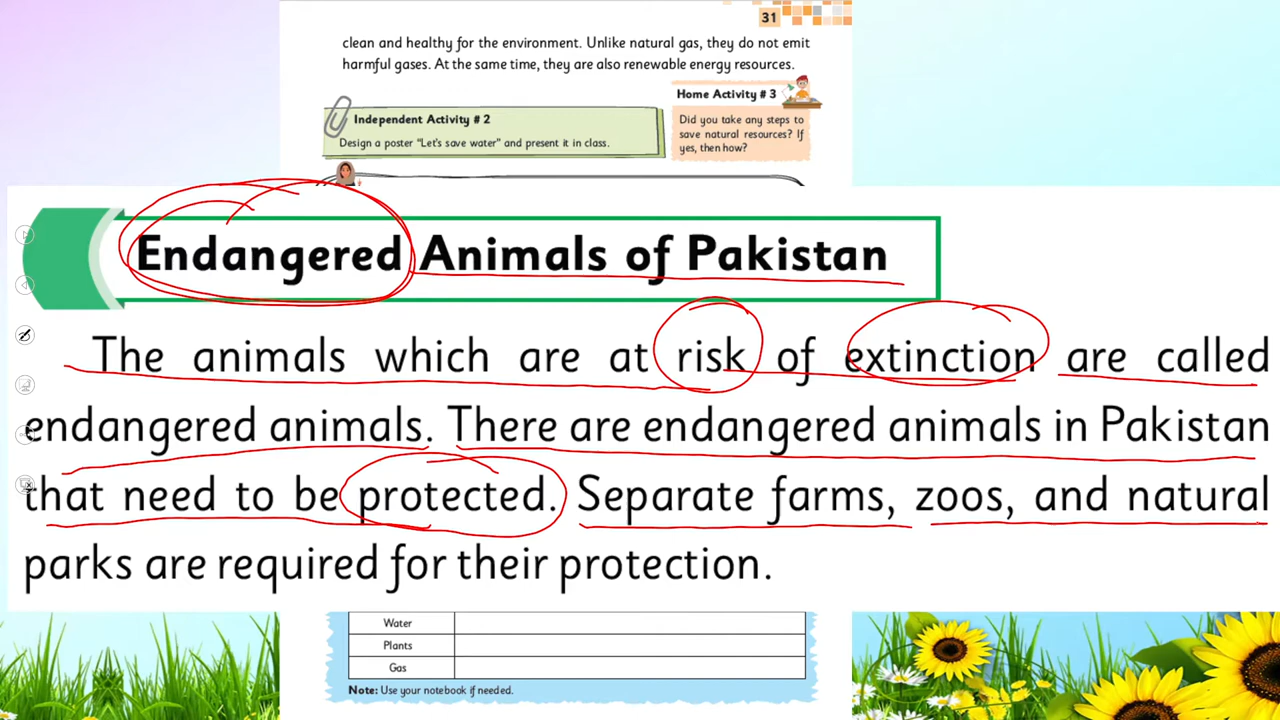 31
clean and healthy for the environment. Unlike natural gas, they do not emit
harmful gases. At the same time, they are also renewable energy resources.
Home Activity # 3
Did you take any steps to
save natural resources? If
yes, then how?
Independent Activity # 2
Design a poster "Let's save water" and present it in class.
Endangered Animals of Pakistan
The animals which are at risk of extinction are called
endangered animals. There are endangered animals in Pakistan
that need to be protected. Separate farms, zoos, and natural
parks are required for their protection.
Water
Plants
Gas
Note: Use your notebook if needed.